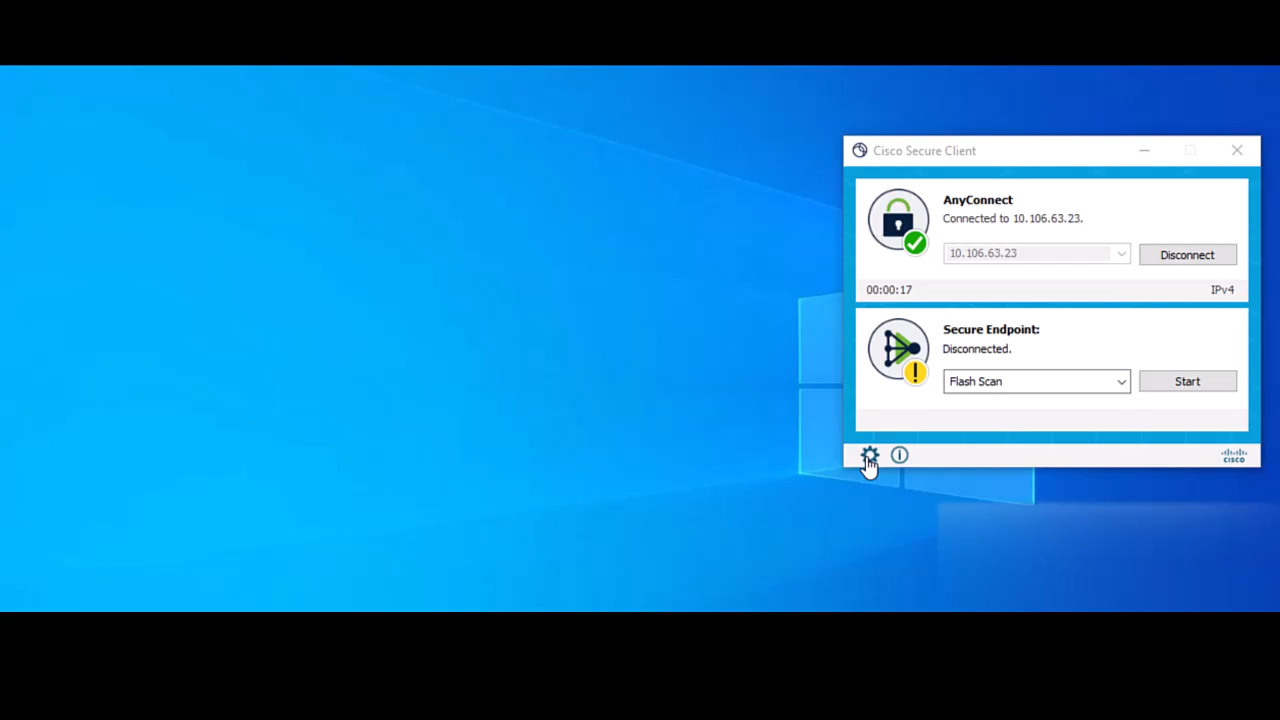 Cisco Secure Client
AnyConnect
Connected to 10.106.63.23.
10.106.63.23
Disconnect
00:00:17
IPv4
Secure Endpoint:
Disconnected.
Flash Scan
Start
CISCO